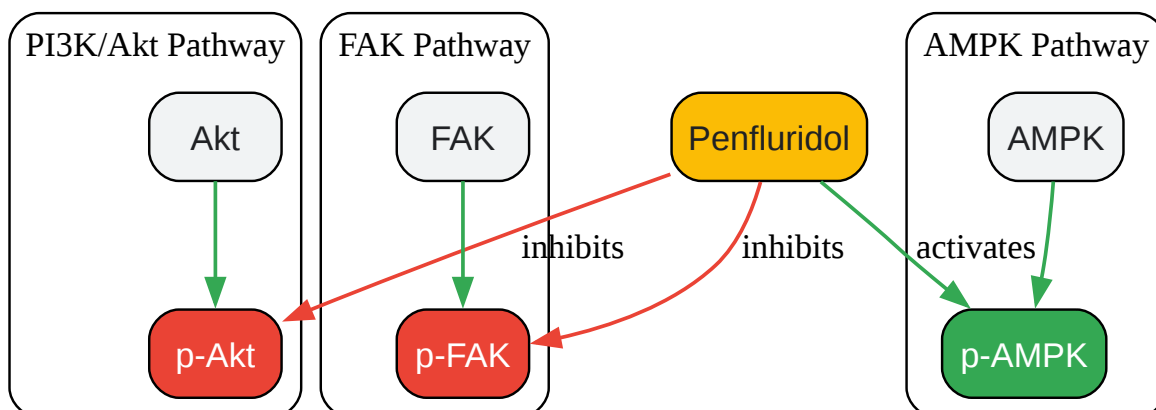 PI3K/Akt Pathway
FAK Pathway
AMPK Pathway
Akt
FAK
Penfluridol
AMPK
inhibits
inhibits
activates
p-Akt
p-FAK
p-AMPK